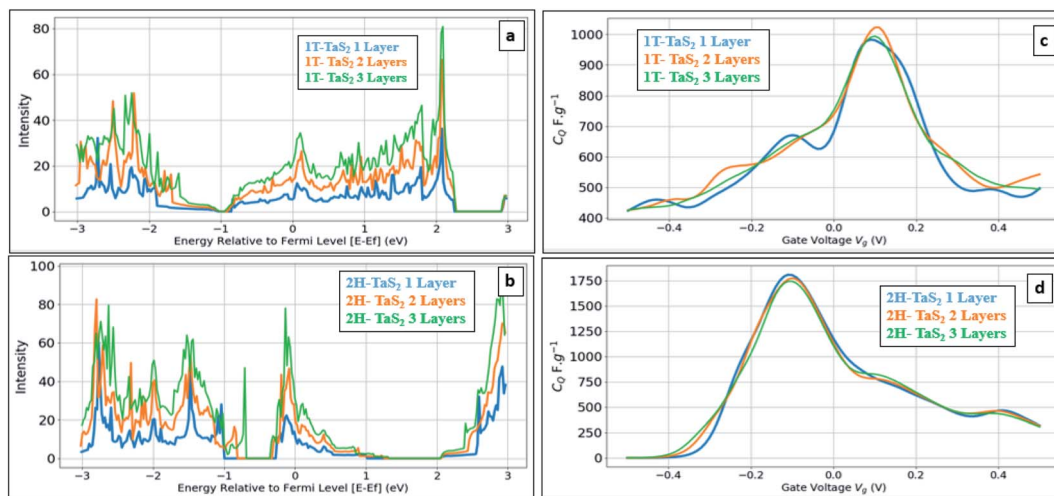 a
80
60
40
20
0
Intensity
1T-TaS₂ 1 Layer
1T- TaS₂ 2 Layers
1T-TaS₂ 3 Layers
−3 −2 −1 0 1 2 3
Energy Relative to Fermi Level [E-Ef] (eV)
b
100
80
60
40
20
0
Intensity
2H-TaS₂ 1 Layer
2H- TaS₂ 2 Layers
2H- TaS₂ 3 Layers
−3 −2 −1 0 1 2 3
Energy Relative to Fermi Level [E-Ef] (eV)
c
1000
900
800
700
600
500
400
C_Q F.g⁻¹
1T-TaS₂ 1 Layer
1T- TaS₂ 2 Layers
1T- TaS₂ 3 Layers
−0.4 −0.2 0.0 0.2 0.4
Gate Voltage V_g (V)
d
1750
1500
1250
1000
750
500
250
0
C_Q F.g⁻¹
2H-TaS₂ 1 Layer
2H- TaS₂ 2 Layers
2H- TaS₂ 3 Layers
−0.4 −0.2 0.0 0.2 0.4
Gate Voltage V_g (V)